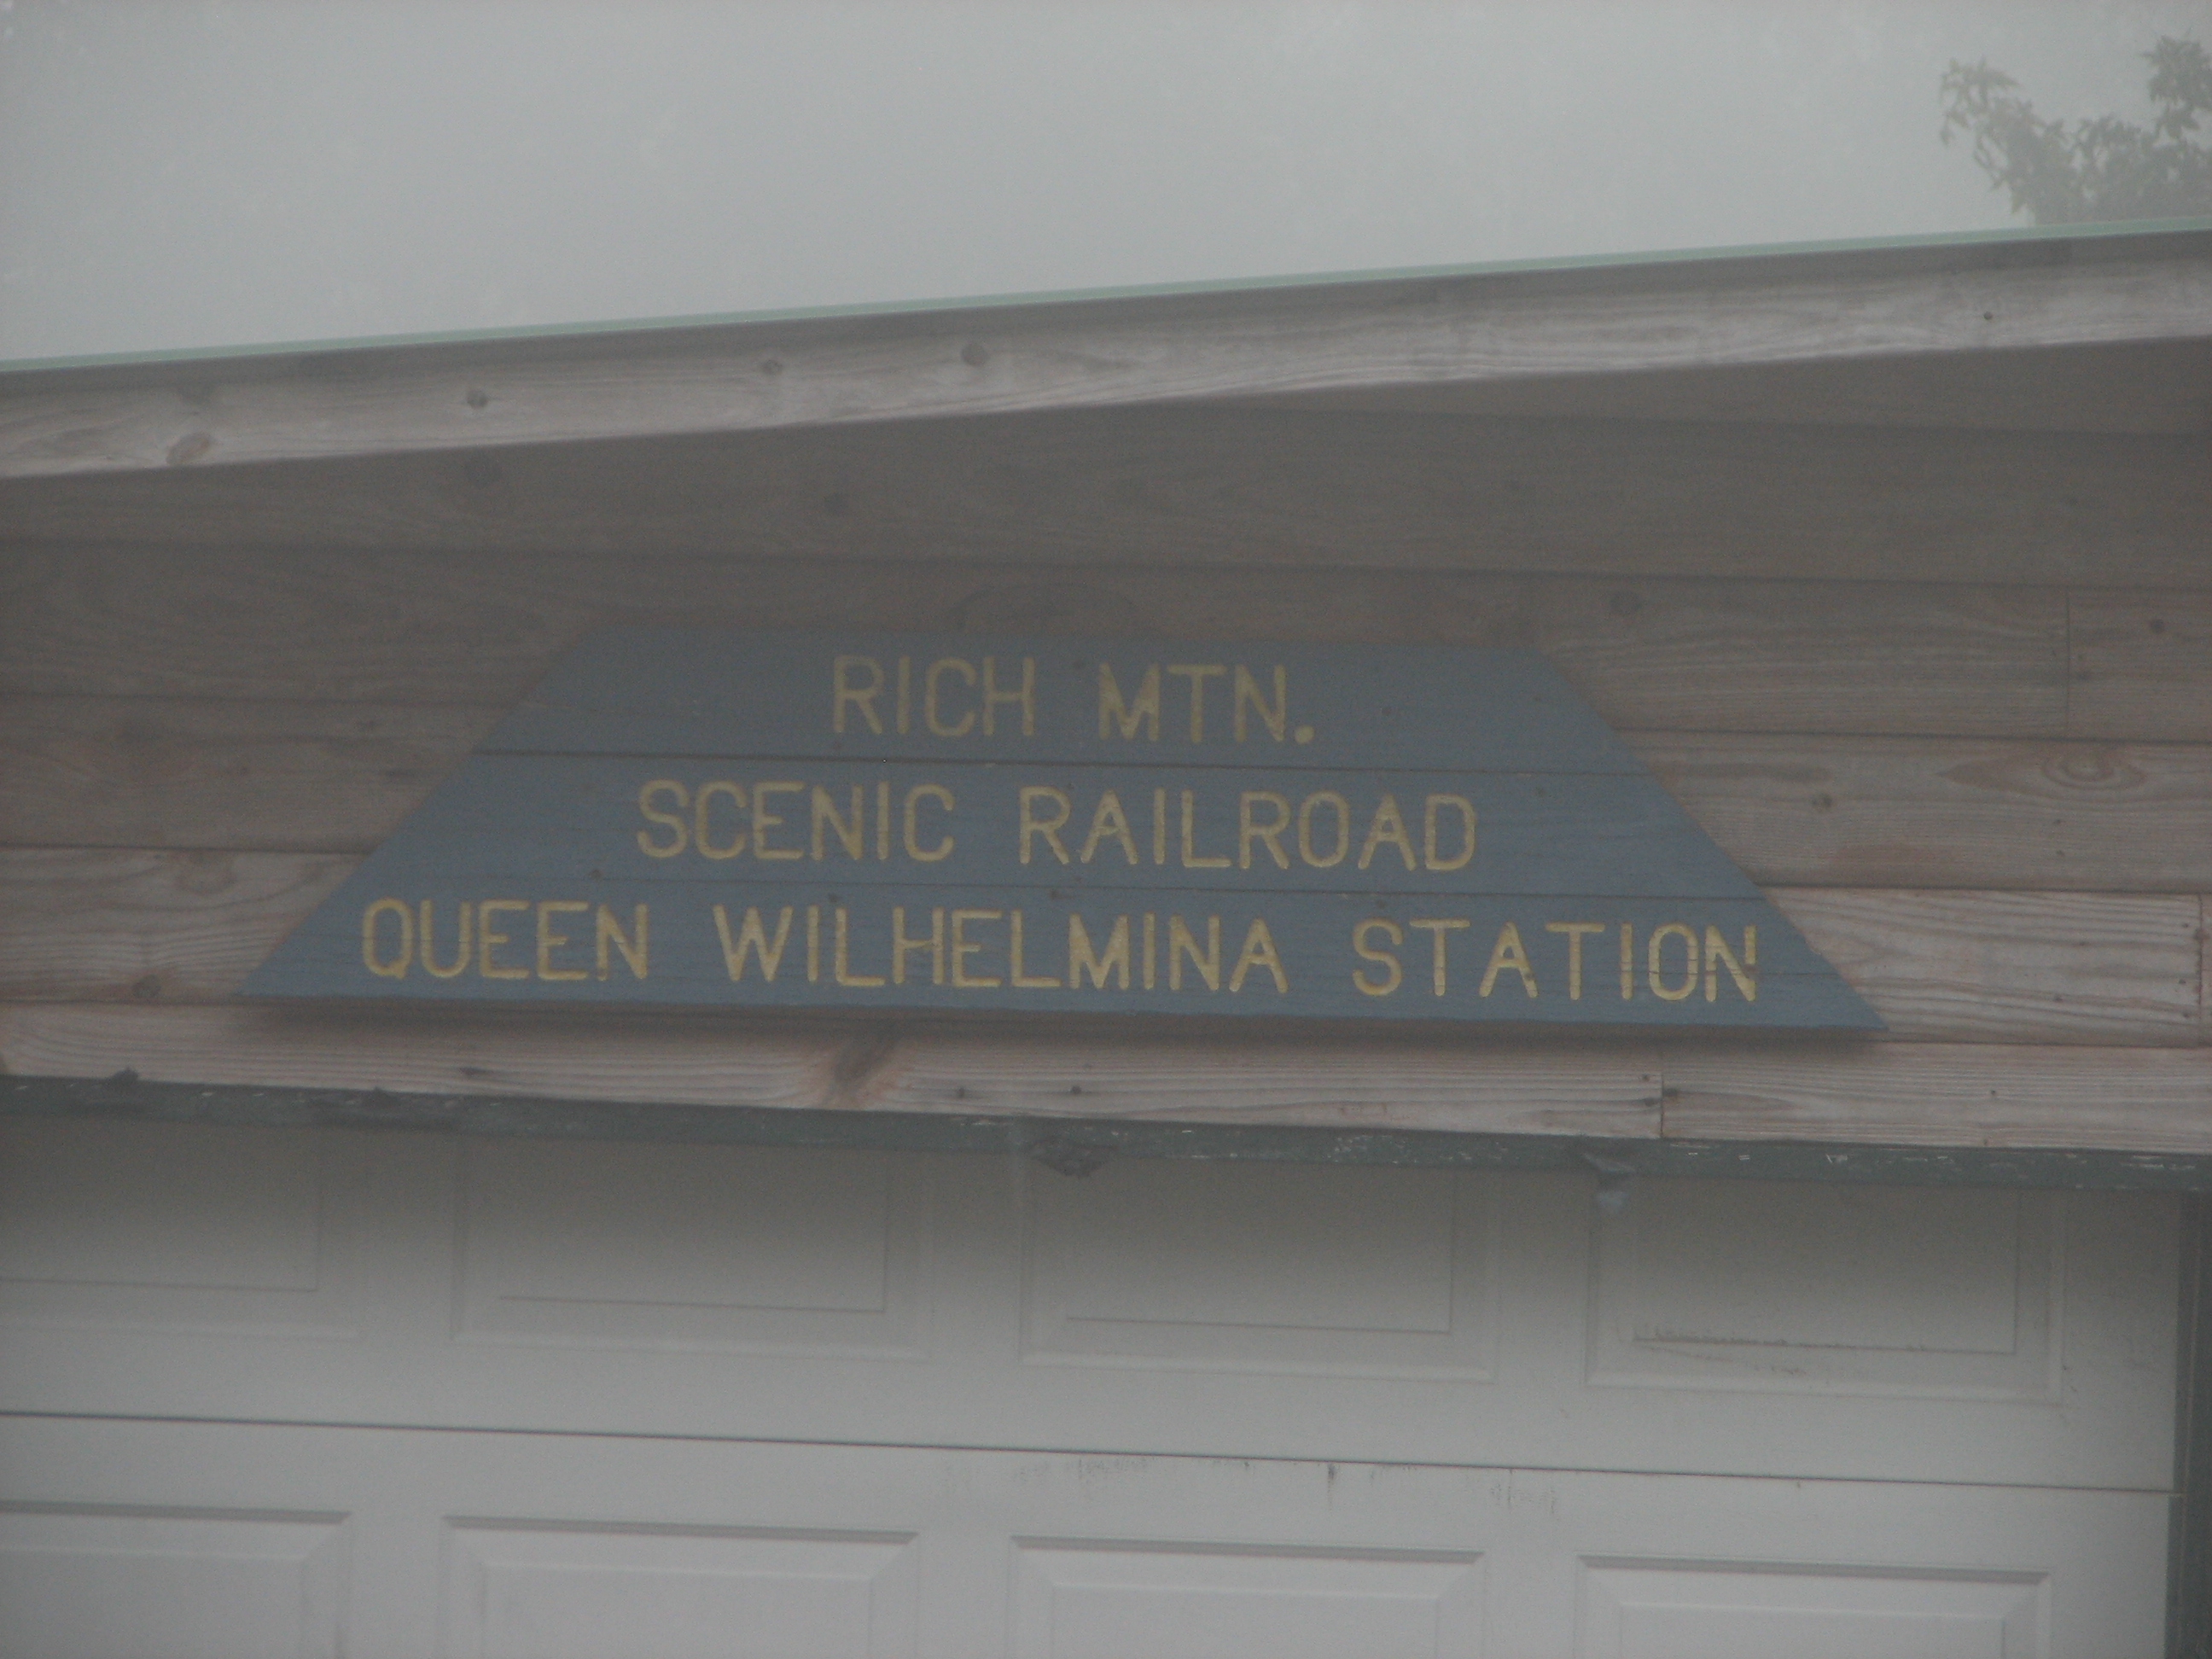 RICH MTN.
SCENIC RAILROAD
QUEEN WILHELMINA STATION